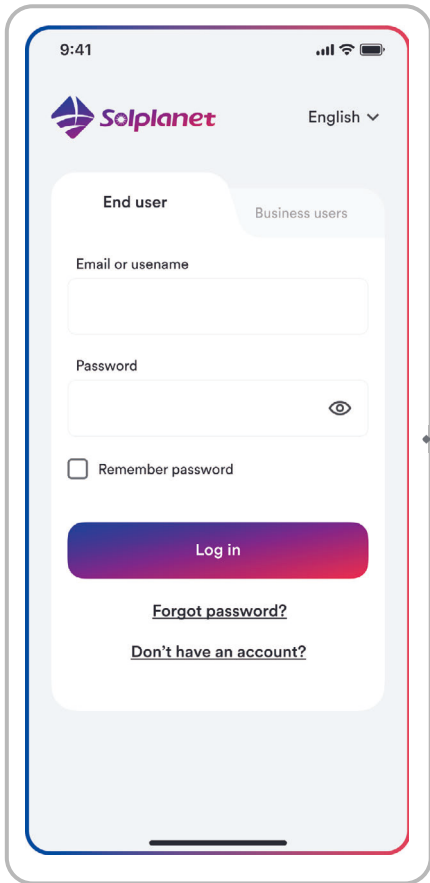 9:41
Solplanet
English
End user
Business users
Email or usename
Password
Remember password
Log in
Forgot password?
Don't have an account?